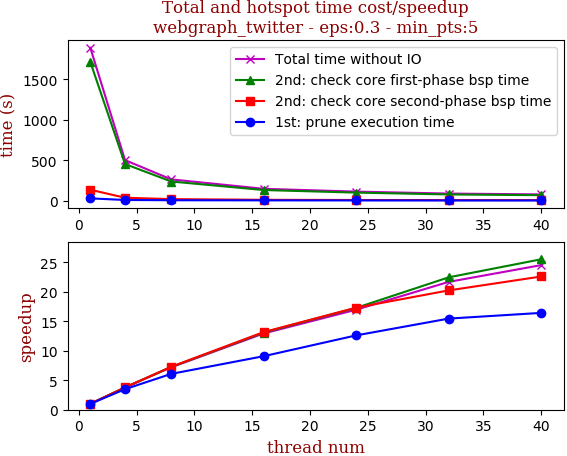 Total and hotspot time cost/speedup
webgraph_twitter - eps:0.3 - min_pts:5
Total time without IO
2nd: check core first-phase bsp time
2nd: check core second-phase bsp time
1st: prune execution time
time (s)
1500
1000
500
0
0 5 10 15 20 25 30 35 40
speedup
25
20
15
10
5
0
0 5 10 15 20 25 30 35 40
thread num